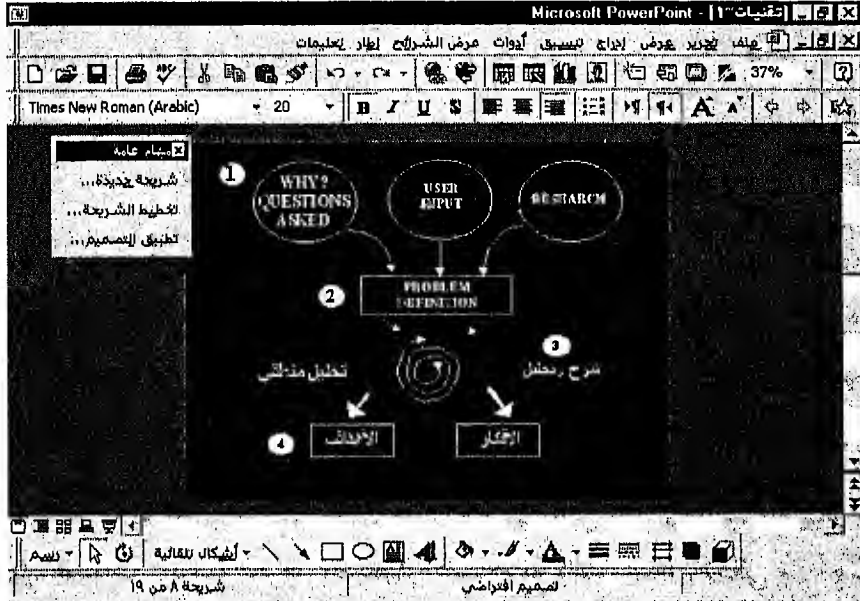 Microsoft PowerPoint - [تقنيات٣١]
ملف تحرير عرض إدراج تنسيق أدوات عرض الشرائح إطار تعليمات
37%
Times New Roman (Arabic) 20 B I U S A A
مهام عامة
شريحة جديدة...
تخطيط الشريحة...
تطبيق التصميم...
1
WHY?
QUESTIONS
ASKED
USER
INPUT
RESEARCH
2
PROBLEM
DEFINITION
3
شرح وتحليل
تحليل منطقي
4
الأهداف
الأفكار
رسم
أشكال تلقائية
شريحة ٨ من ١٩
تصميم افتراضي